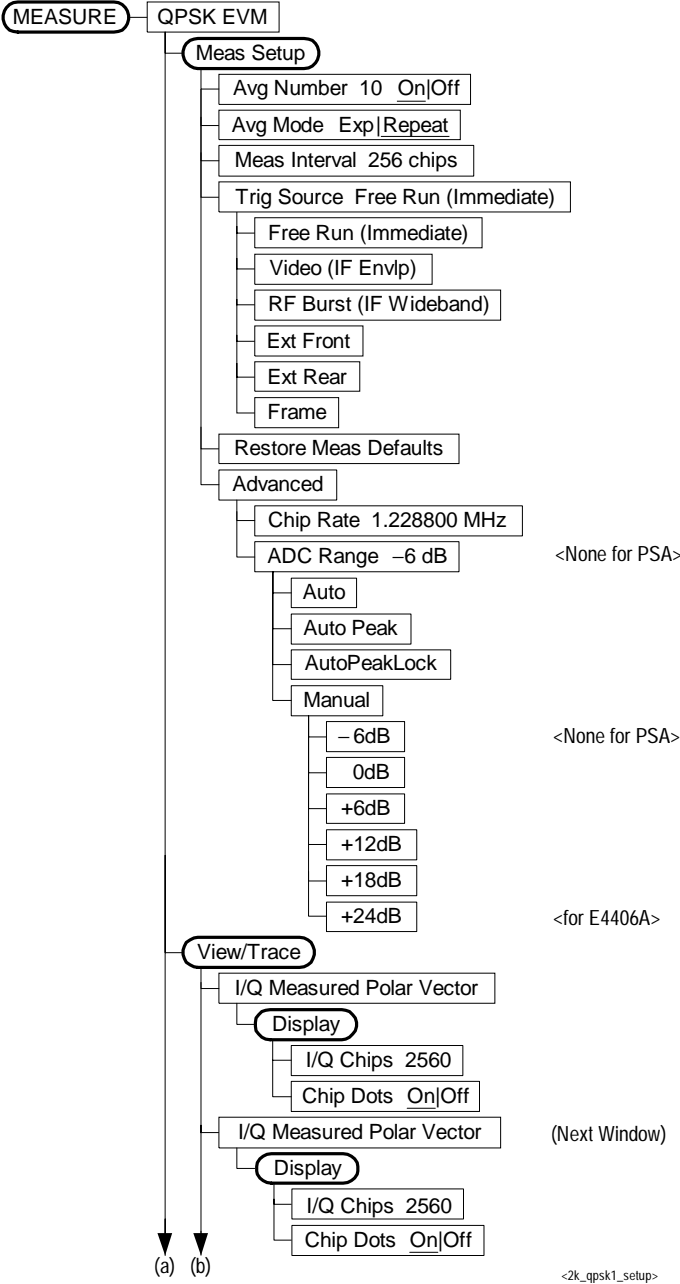 MEASURE QPSK EVM
Meas Setup
Avg Number 10 On|Off
Avg Mode Exp|Repeat
Meas Interval 256 chips
Trig Source Free Run (Immediate)
Free Run (Immediate)
Video (IF Envlp)
RF Burst (IF Wideband)
Ext Front
Ext Rear
Frame
Restore Meas Defaults
Advanced
Chip Rate 1.228800 MHz
ADC Range −6 dB <None for PSA>
Auto
Auto Peak
AutoPeakLock
Manual
−6dB <None for PSA>
0dB
+6dB
+12dB
+18dB
+24dB <for E4406A>
View/Trace
I/Q Measured Polar Vector
Display
I/Q Chips 2560
Chip Dots On|Off
I/Q Measured Polar Vector (Next Window)
Display
I/Q Chips 2560
Chip Dots On|Off
(a) (b)
<2k_qpsk1_setup>